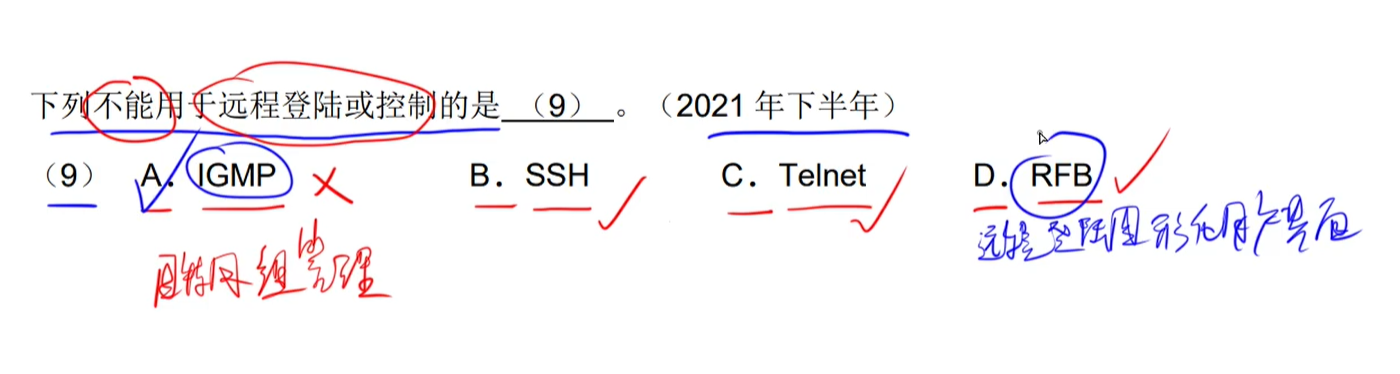 下列不能用于远程登陆或控制的是 （9） 。（2021 年下半年）
（9） A．IGMP B．SSH C．Telnet D．RFB
远程登陆图形化用户界面
因特网组管理